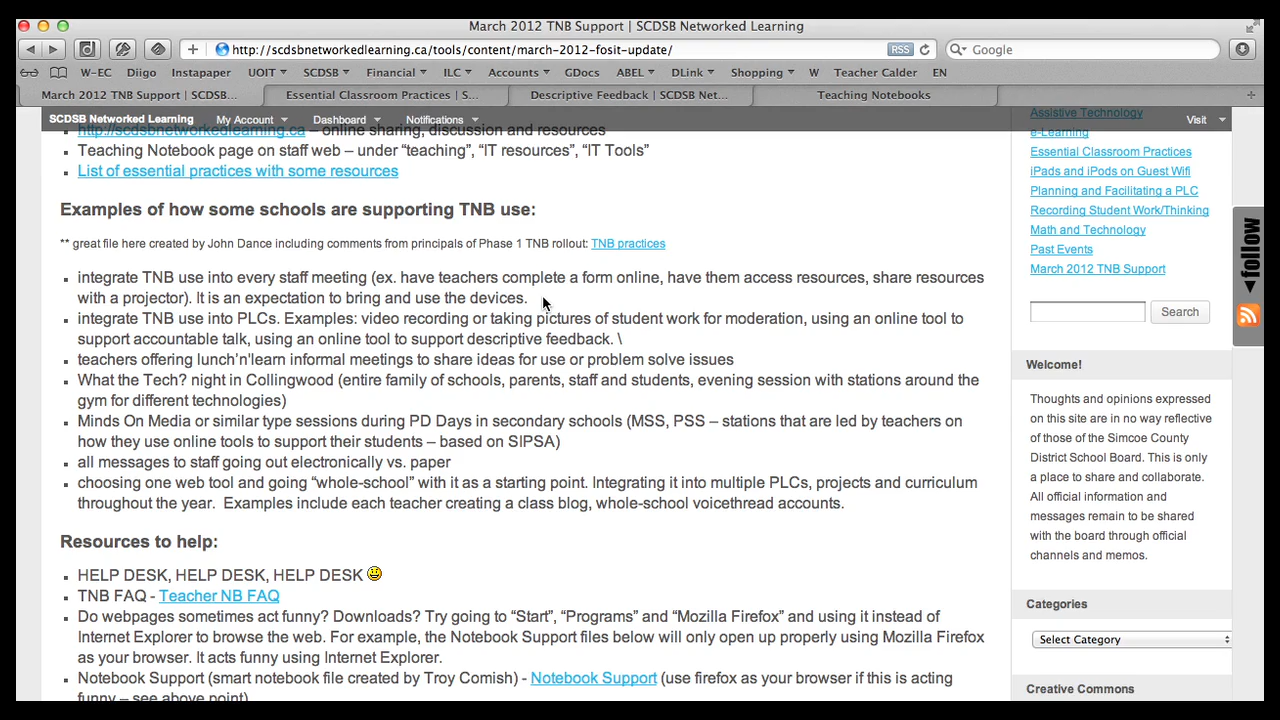 March 2012 TNB Support | SCDSB Networked Learning
http://scdsbnetworkedlearning.ca/tools/content/march-2012-fosit-update/
RSS
Google
W-EC Diigo Instapaper UOIT SCDSB Financial ILC Accounts GDocs ABEL DLink Shopping W Teacher Calder EN
March 2012 TNB Support | SCDSB...
Essential Classroom Practices | S...
Descriptive Feedback | SCDSB Net...
Teaching Notebooks
SCDSB Networked Learning My Account Dashboard Notifications Visit
http://scdsbnetworkedlearning.ca – online sharing, discussion and resources
Teaching Notebook page on staff web – under “teaching”, “IT resources”, “IT Tools”
List of essential practices with some resources
Examples of how some schools are supporting TNB use:
** great file here created by John Dance including comments from principals of Phase 1 TNB rollout: TNB practices
integrate TNB use into every staff meeting (ex. have teachers complete a form online, have them access resources, share resources
with a projector). It is an expectation to bring and use the devices.
integrate TNB use into PLCs. Examples: video recording or taking pictures of student work for moderation, using an online tool to
support accountable talk, using an online tool to support descriptive feedback. \
teachers offering lunch’n’learn informal meetings to share ideas for use or problem solve issues
What the Tech? night in Collingwood (entire family of schools, parents, staff and students, evening session with stations around the
gym for different technologies)
Minds On Media or similar type sessions during PD Days in secondary schools (MSS, PSS – stations that are led by teachers on
how they use online tools to support their students – based on SIPSA)
all messages to staff going out electronically vs. paper
choosing one web tool and going “whole-school” with it as a starting point. Integrating it into multiple PLCs, projects and curriculum
throughout the year. Examples include each teacher creating a class blog, whole-school voicethread accounts.
Resources to help:
HELP DESK, HELP DESK, HELP DESK
TNB FAQ - Teacher NB FAQ
Do webpages sometimes act funny? Downloads? Try going to “Start”, “Programs” and “Mozilla Firefox” and using it instead of
Internet Explorer to browse the web. For example, the Notebook Support files below will only open up properly using Mozilla Firefox
as your browser. It acts funny using Internet Explorer.
Notebook Support (smart notebook file created by Troy Comish) - Notebook Support (use firefox as your browser if this is acting
funny – see above point)
Assistive Technology
e-Learning
Essential Classroom Practices
iPads and iPods on Guest Wifi
Planning and Facilitating a PLC
Recording Student Work/Thinking
Math and Technology
Past Events
March 2012 TNB Support
Search
Welcome!
Thoughts and opinions expressed
on this site are in no way reflective
of those of the Simcoe County
District School Board. This is only
a place to share and collaborate.
All official information and
messages remain to be shared
with the board through official
channels and memos.
Categories
Select Category
Creative Commons
follow